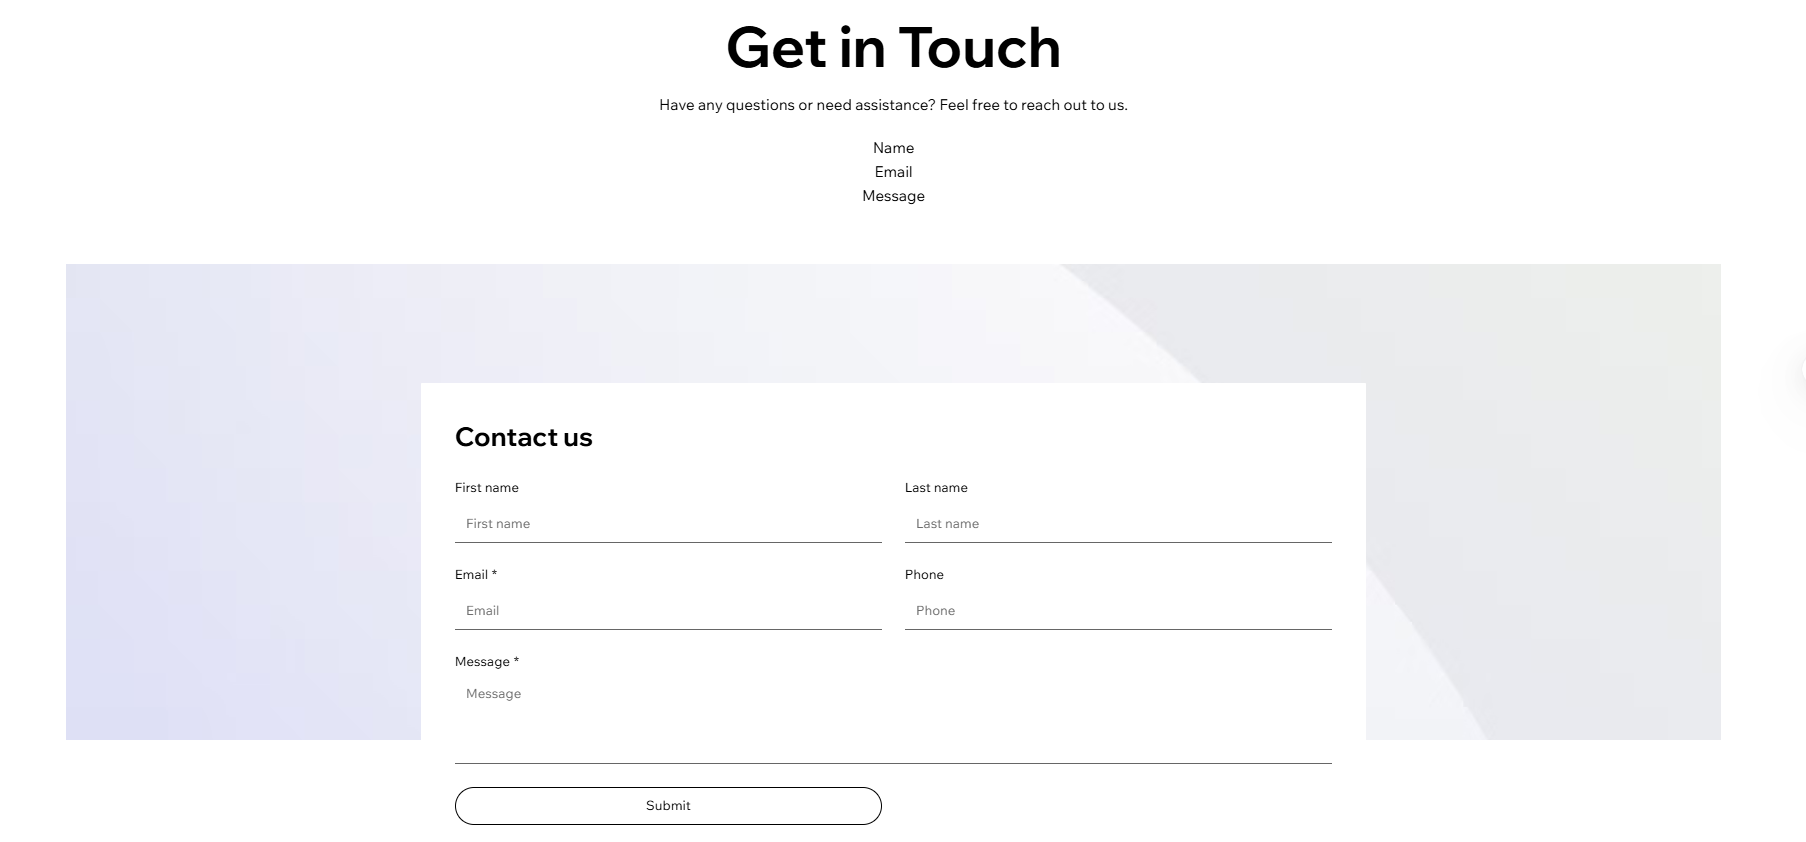 Get in Touch
Have any questions or need assistance? Feel free to reach out to us.
Name
Email
Message
Contact us
First name
Last name
First name
Last name
Email *
Phone
Email
Phone
Message *
Message
Submit